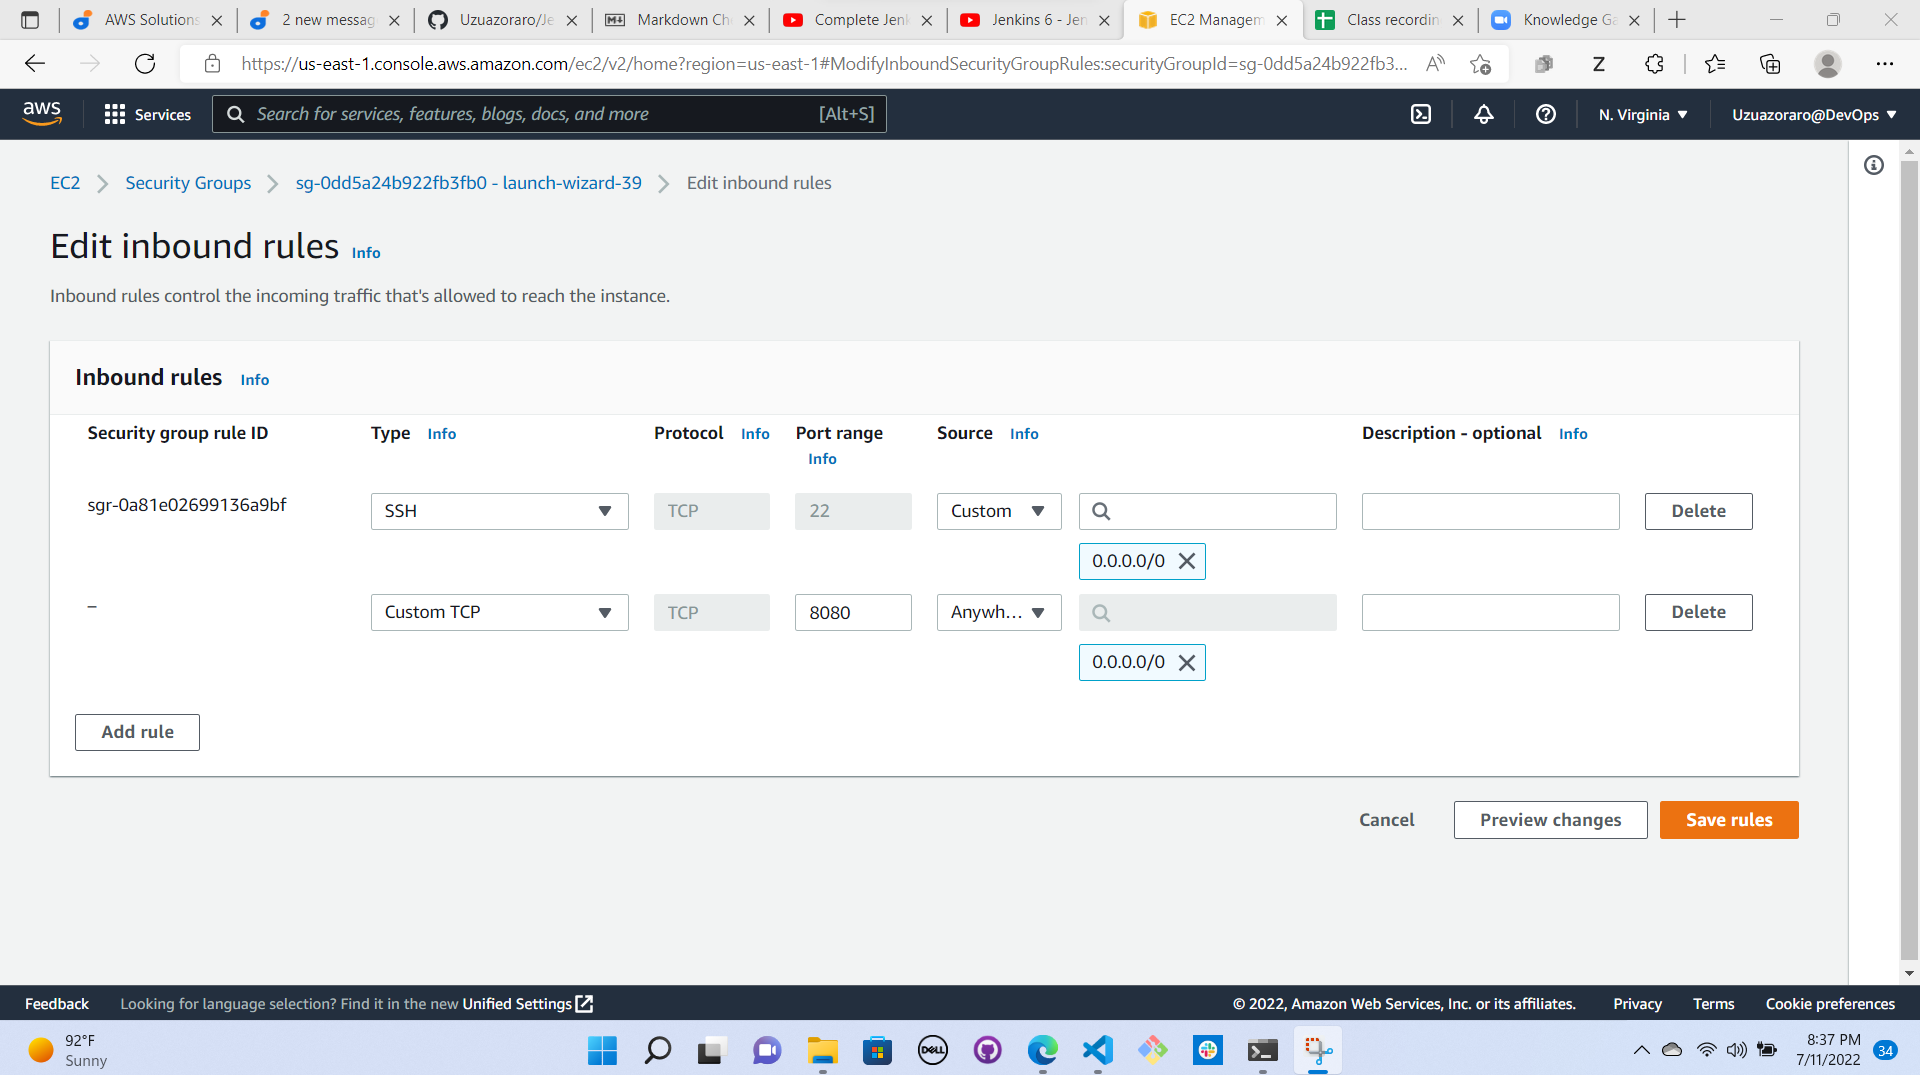 AWS Solutions
2 new messag
Uzuazoraro/Je
Markdown Ch
Complete Jenk
Jenkins 6 - Jen
EC2 Managem
Class recordin
Knowledge Ga
https://us-east-1.console.aws.amazon.com/ec2/v2/home?region=us-east-1#ModifyInboundSecurityGroupRules:securityGroupId=sg-0dd5a24b922fb3...
aws
Services
Search for services, features, blogs, docs, and more
[Alt+S]
N. Virginia
Uzuazoraro@DevOps
EC2
Security Groups
sg-0dd5a24b922fb3fb0 - launch-wizard-39
Edit inbound rules
Edit inbound rules Info
Inbound rules control the incoming traffic that's allowed to reach the instance.
Inbound rules Info
Security group rule ID
Type Info
Protocol Info
Port range
Info
Source Info
Description - optional Info
sgr-0a81e02699136a9bf
SSH
TCP
22
Custom
Delete
0.0.0.0/0
–
Custom TCP
TCP
8080
Anywh...
Delete
0.0.0.0/0
Add rule
Cancel
Preview changes
Save rules
Feedback
Looking for language selection? Find it in the new Unified Settings
© 2022, Amazon Web Services, Inc. or its affiliates.
Privacy
Terms
Cookie preferences
92°F
Sunny
DELL
8:37 PM
7/11/2022
34